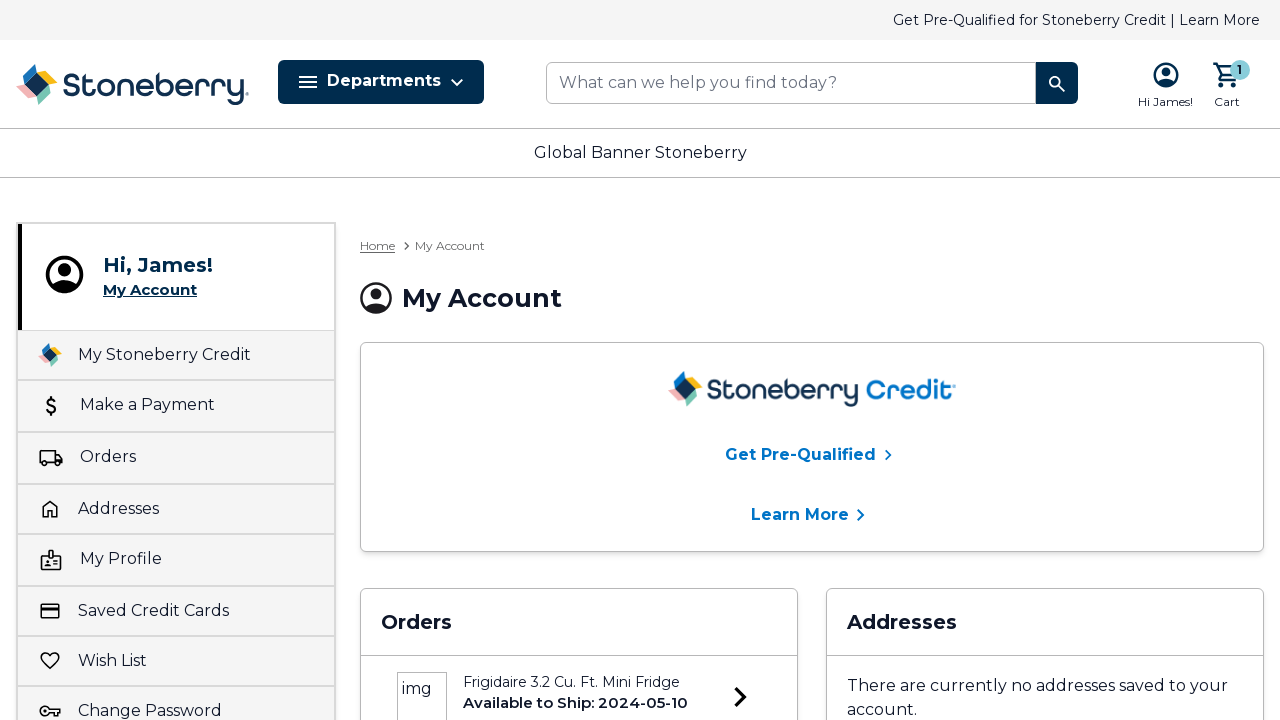 Get Pre-Qualified for Stoneberry Credit | Learn More
Stoneberry
Departments
What can we help you find today?
Hi James!
1
Cart
Global Banner Stoneberry
Hi, James!
My Account
My Stoneberry Credit
Make a Payment
Orders
Addresses
My Profile
Saved Credit Cards
Wish List
Change Password
Home > My Account
My Account
Stoneberry Credit
Get Pre-Qualified
Learn More
Orders
img
Frigidaire 3.2 Cu. Ft. Mini Fridge
Available to Ship: 2024-05-10
Addresses
There are currently no addresses saved to your
account.